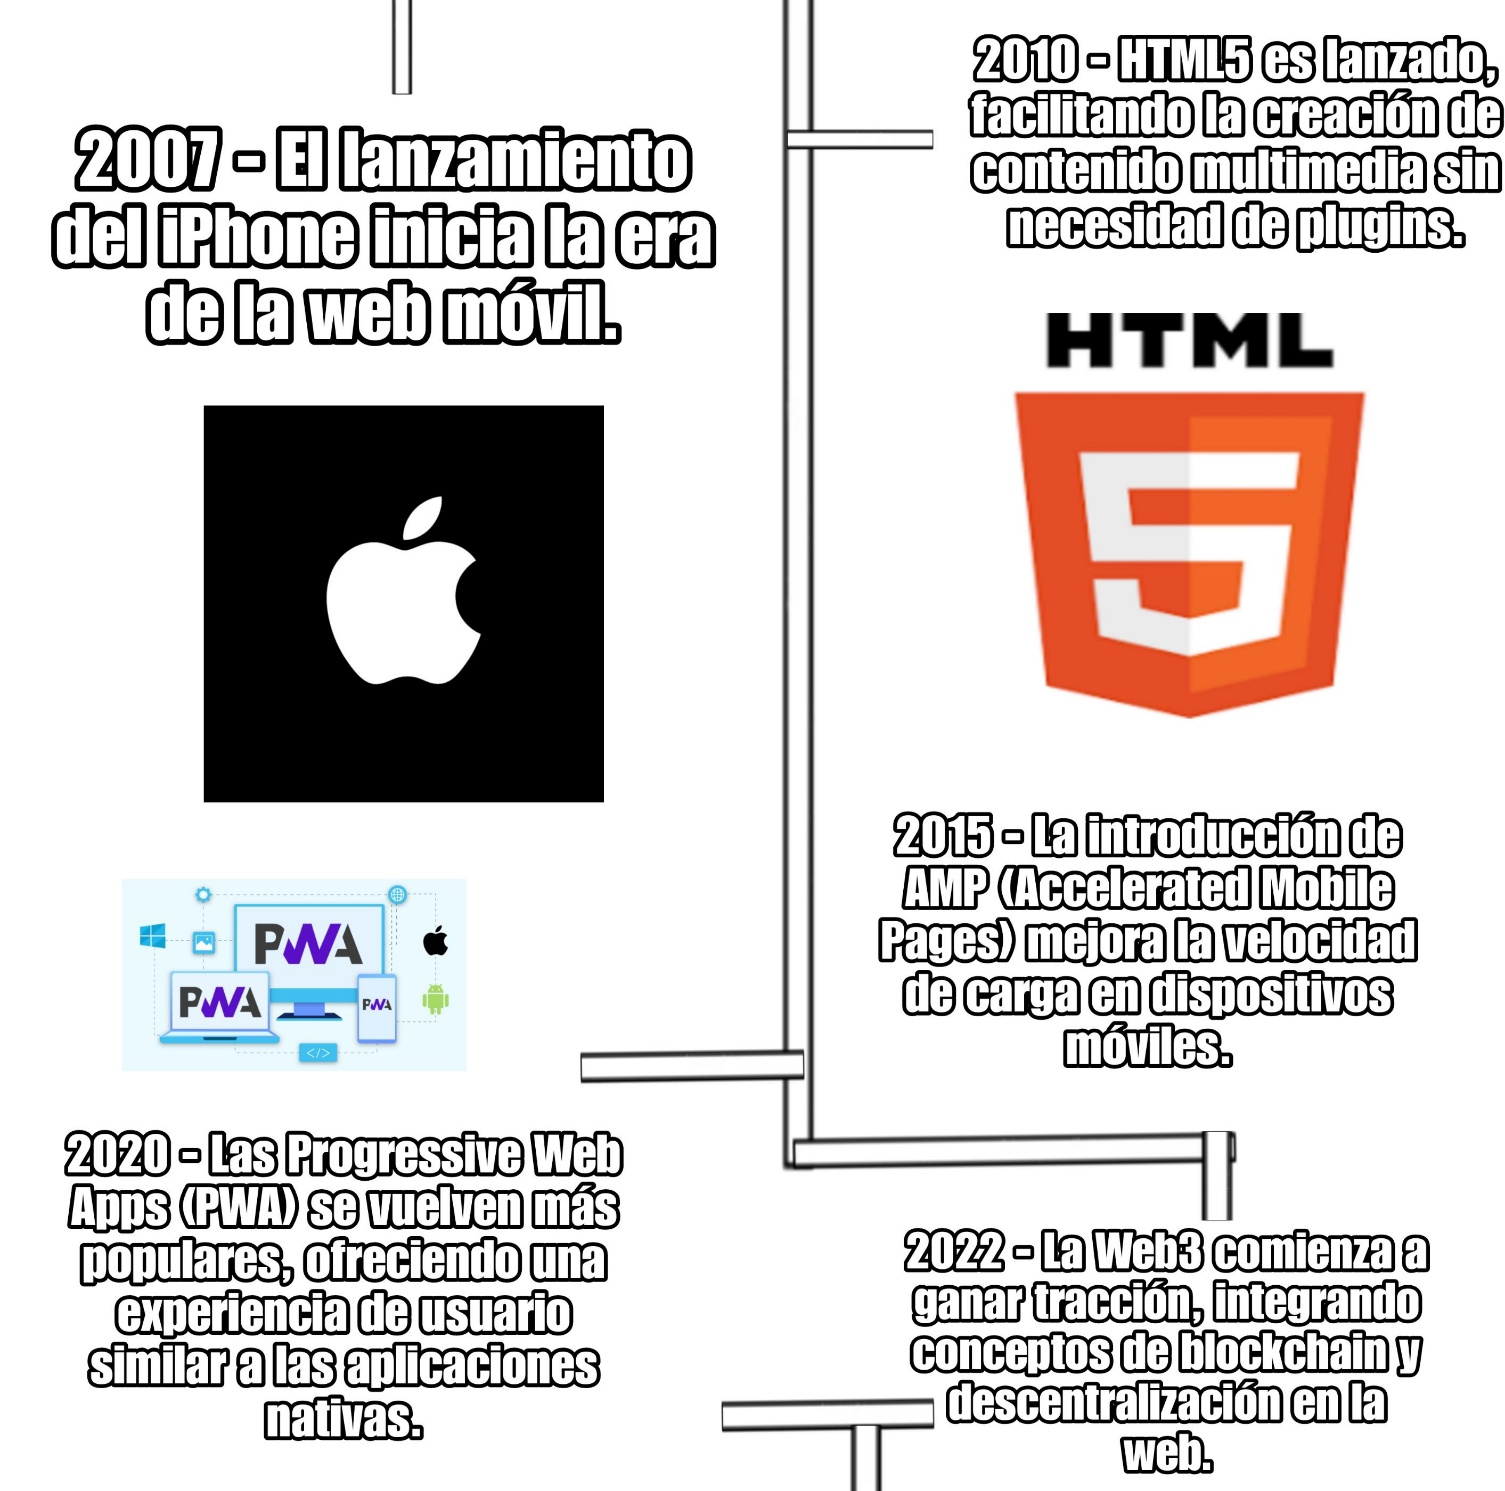 2007 - El lanzamiento
del iPhone inicia la era
de la web móvil.
2010 - HTML5 es lanzado,
facilitando la creación de
contenido multimedia sin
necesidad de plugins.
HTML
5
2015 - La introducción de
AMP (Accelerated Mobile
Pages) mejora la velocidad
de carga en dispositivos
móviles.
PWA
PWA
PWA
</>
2020 - Las Progressive Web
Apps (PWA) se vuelven más
populares, ofreciendo una
experiencia de usuario
similar a las aplicaciones
nativas.
2022 - La Web3 comienza a
ganar tracción, integrando
conceptos de blockchain y
descentralización en la
web.